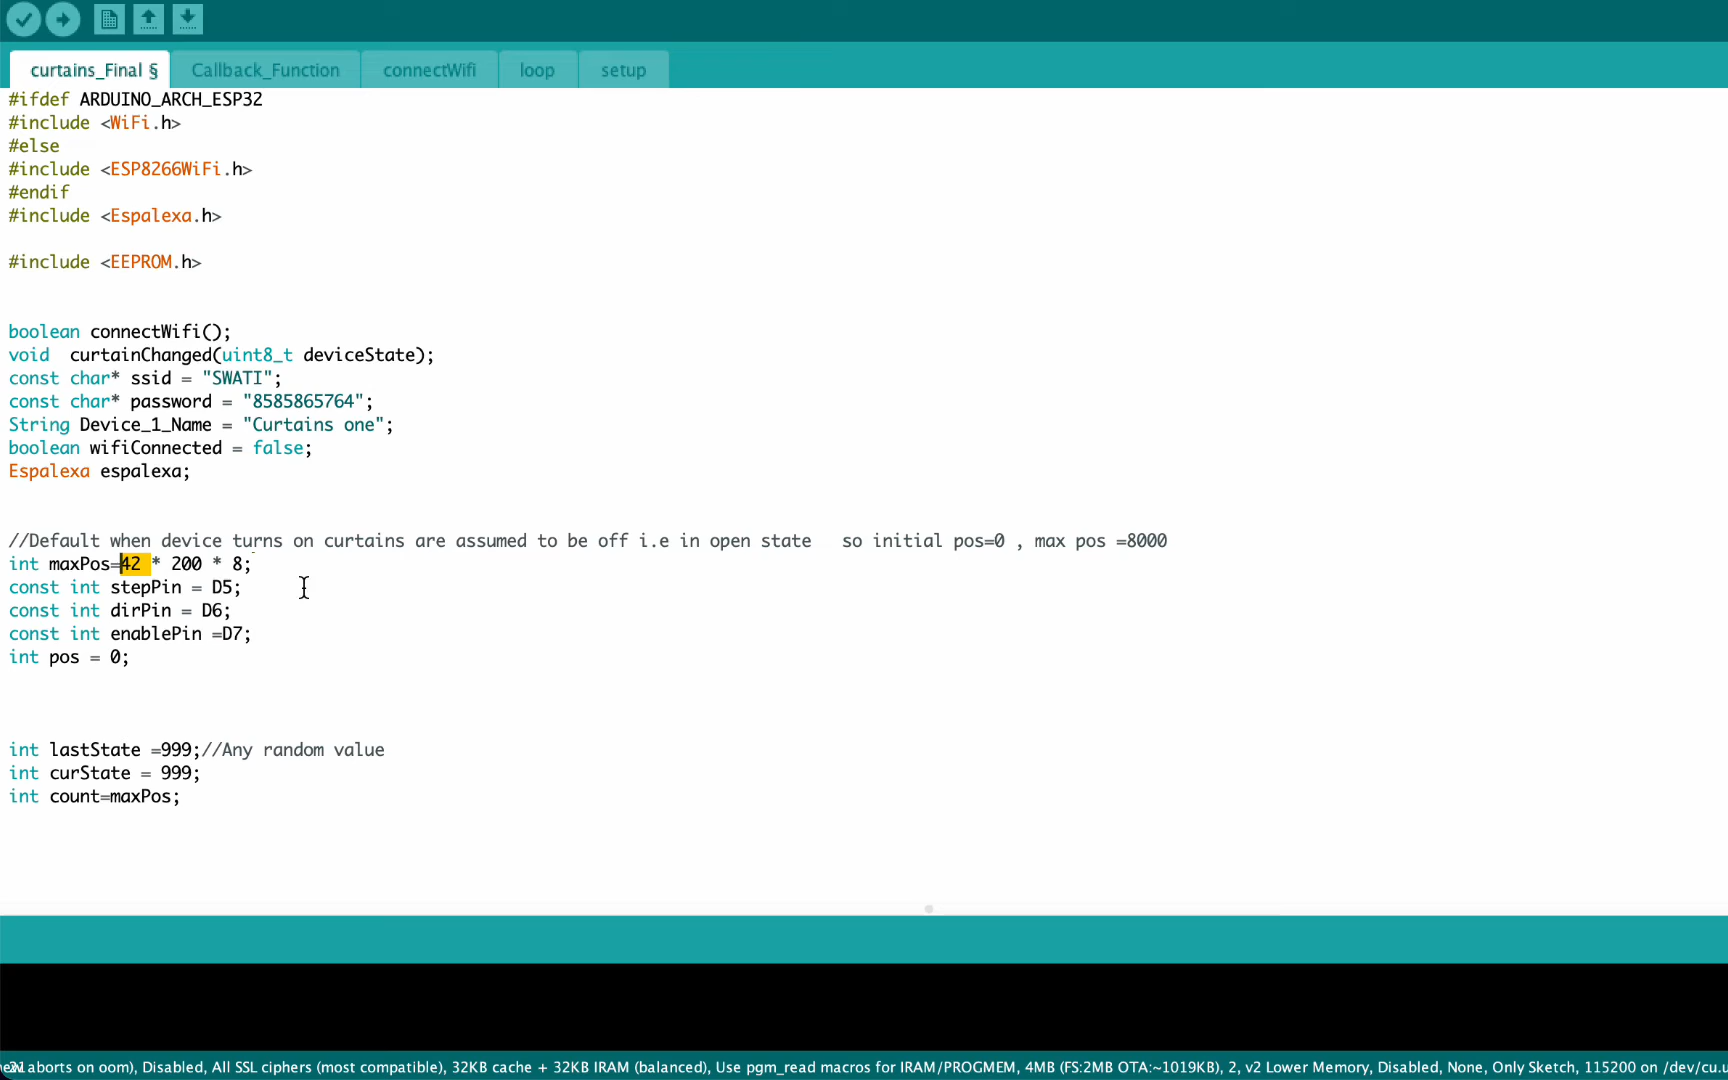 curtains_Final §
Callback_Function
connectWifi
loop
setup
#ifdef ARDUINO_ARCH_ESP32
#include <WiFi.h>
#else
#include <ESP8266WiFi.h>
#endif
#include <Espalexa.h>
#include <EEPROM.h>
boolean connectWifi();
void  curtainChanged(uint8_t deviceState);
const char* ssid = "SWATI";
const char* password = "8585865764";
String Device_1_Name = "Curtains one";
boolean wifiConnected = false;
Espalexa espalexa;
//Default when device turns on curtains are assumed to be off i.e in open state   so initial pos=0 , max pos =8000
int maxPos=42 * 200 * 8;
const int stepPin = D5;
const int dirPin = D6;
const int enablePin =D7;
int pos = 0;
int lastState =999;//Any random value
int curState = 999;
int count=maxPos;
aborts on oom), Disabled, All SSL ciphers (most compatible), 32KB cache + 32KB IRAM (balanced), Use pgm_read macros for IRAM/PROGMEM, 4MB (FS:2MB OTA:~1019KB), 2, v2 Lower Memory, Disabled, None, Only Sketch, 115200 on /dev/cu.u